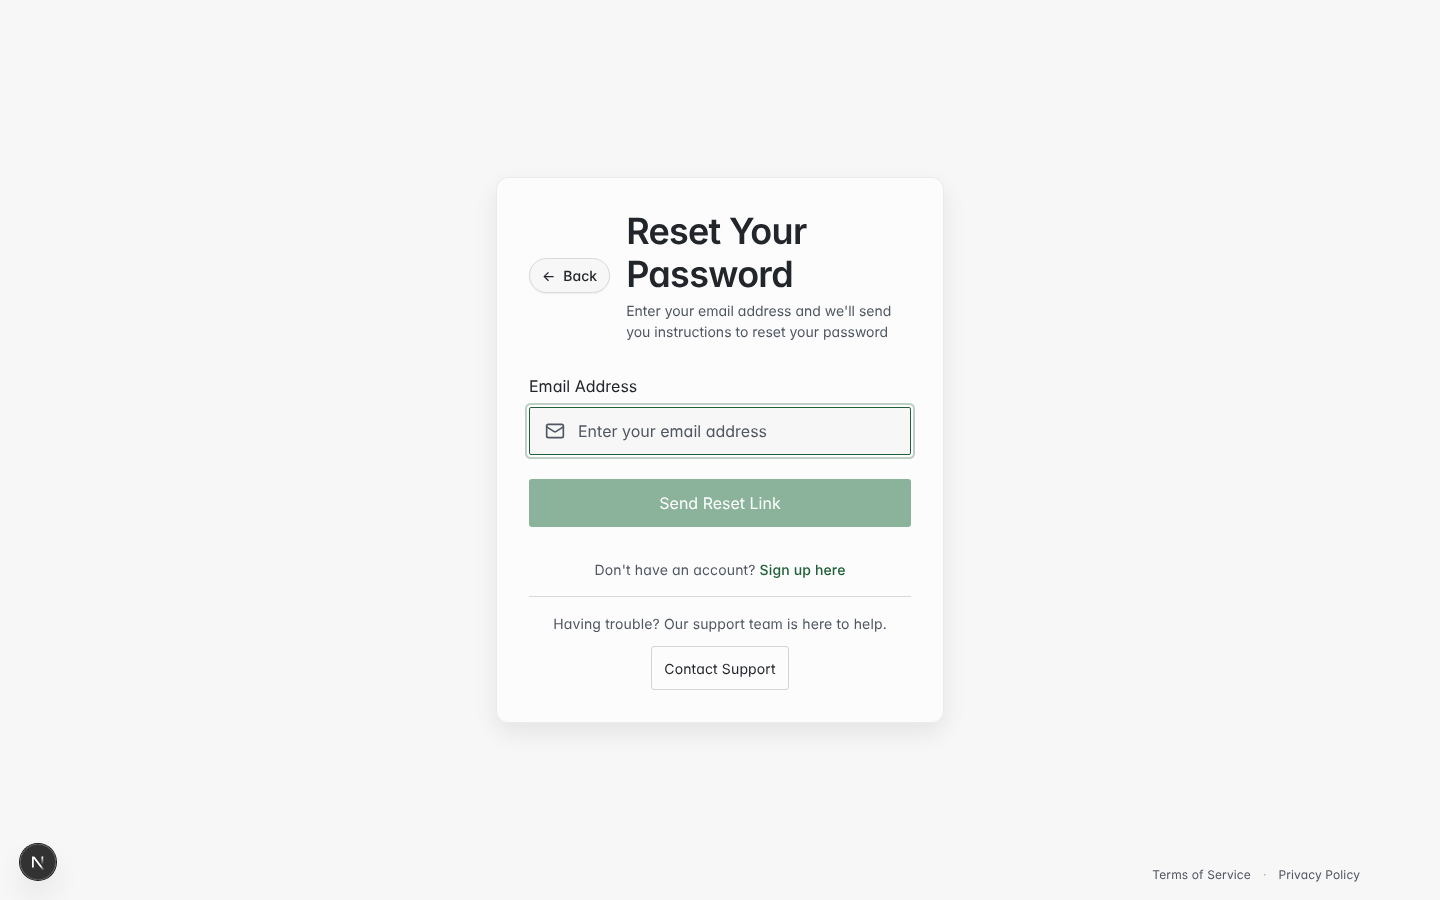 Reset Your
Password
← Back
Enter your email address and we'll send
you instructions to reset your password
Email Address
Enter your email address
Send Reset Link
Don't have an account? Sign up here
Having trouble? Our support team is here to help.
Contact Support
N
Terms of Service · Privacy Policy